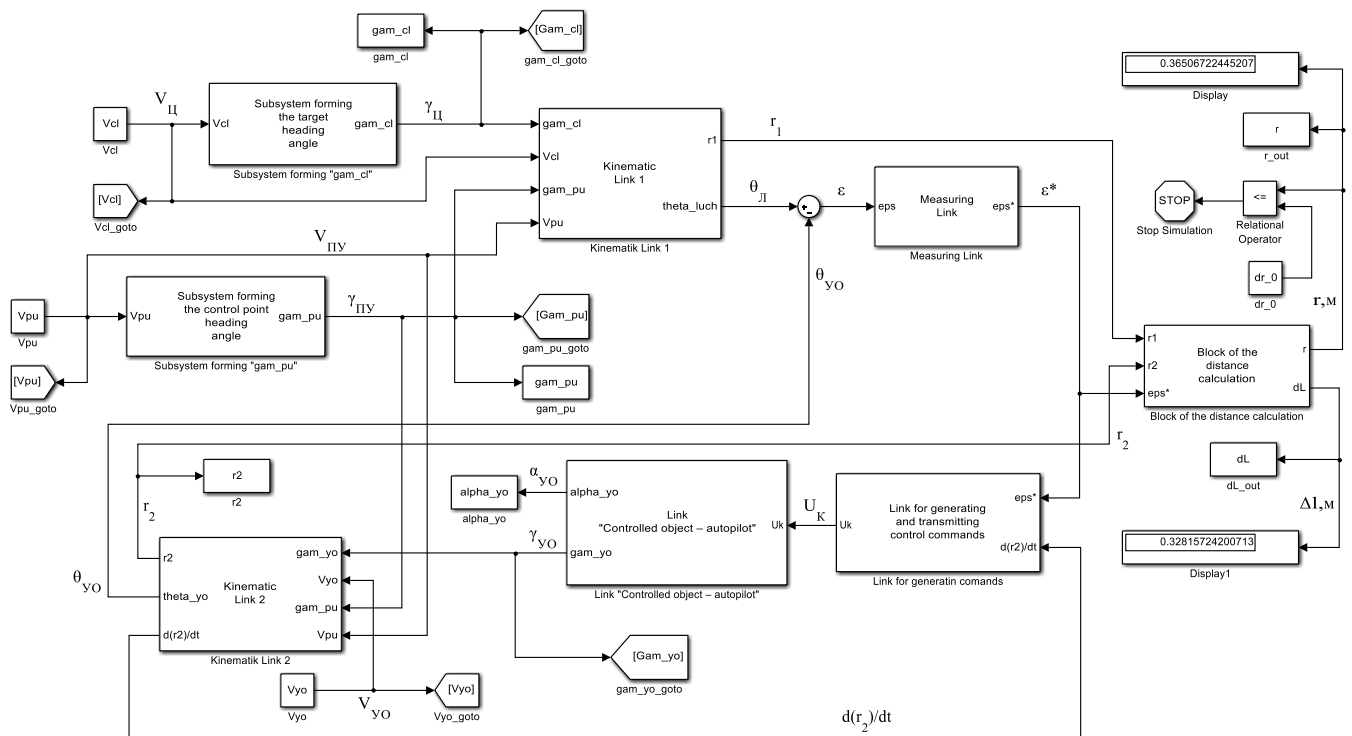 gam_cl
gam_cl
[Gam_cl]
gam_cl_goto
0.36506722445207
Display
V_Ц
Vcl
Vcl
Vcl
Subsystem forming
the target
heading
angle
gam_cl
Subsystem forming "gam_cl"
γ_Ц
[Vcl]
Vcl_goto
gam_cl
Vcl
gam_pu
Vpu
Kinematic
Link 1
r1
theta_luch
Kinematik Link 1
r_1
θ_Л
+
-
ε
eps
Measuring
Link
eps*
Measuring Link
ε*
r
r_out
STOP
Stop Simulation
<=
Relational
Operator
dr_0
dr_0
r,м
V_ПУ
θ_УО
Vpu
Vpu
Vpu
Subsystem forming
the control point
heading
angle
gam_pu
Subsystem forming "gam_pu"
γ_ПУ
[Gam_pu]
gam_pu_goto
[Vpu]
Vpu_goto
gam_pu
gam_pu
r1
r2
eps*
Block of the
distance
calculation
r
dL
Block of the distance calculation
r_2
r2
r2
r_2
dL
dL_out
Δl,м
0.32815724200713
Display1
alpha_yo
alpha_yo
α_УО
alpha_yo
gam_yo
Link
"Controlled object – autopilot"
Uk
Link "Controlled object – autopilot"
U_К
Uk
Link for generating
and transmitting
control commands
eps*
d(r2)/dt
Link for generatin comands
γ_УО
θ_УО
r2
theta_yo
d(r2)/dt
Kinematic
Link 2
gam_yo
Vyo
gam_pu
Vpu
Kinematik Link 2
[Gam_yo]
gam_yo_goto
Vyo
Vyo
V_УО
[Vyo]
Vyo_goto
d(r_2)/dt